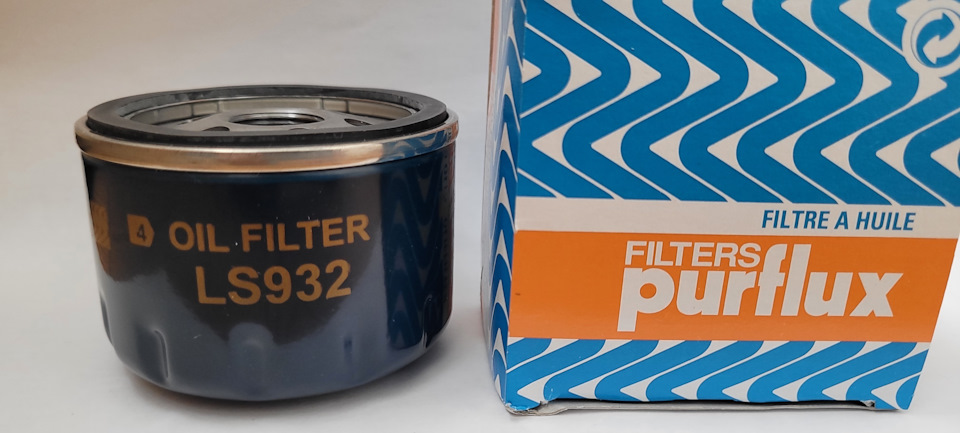 4 OIL FILTER
LS932
FILTRE A HUILE
FILTERS
purflux